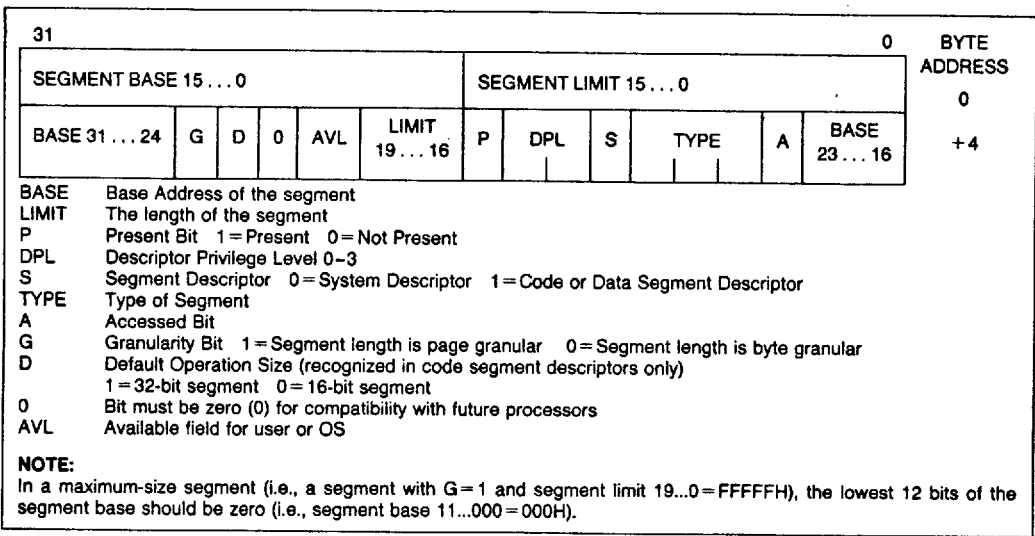 31 0 BYTE ADDRESS
SEGMENT BASE 15 . . . 0 SEGMENT LIMIT 15 . . . 0 0
BASE 31 . . . 24 G D 0 AVL LIMIT 19 . . . 16 P DPL S TYPE A BASE 23 . . . 16 +4
BASE Base Address of the segment
LIMIT The length of the segment
P Present Bit 1=Present 0=Not Present
DPL Descriptor Privilege Level 0–3
S Segment Descriptor 0=System Descriptor 1=Code or Data Segment Descriptor
TYPE Type of Segment
A Accessed Bit
G Granularity Bit 1=Segment length is page granular 0=Segment length is byte granular
D Default Operation Size (recognized in code segment descriptors only)
1=32-bit segment 0=16-bit segment
0 Bit must be zero (0) for compatibility with future processors
AVL Available field for user or OS
NOTE:
In a maximum-size segment (i.e., a segment with G=1 and segment limit 19...0=FFFFFH), the lowest 12 bits of the
segment base should be zero (i.e., segment base 11...000=000H).